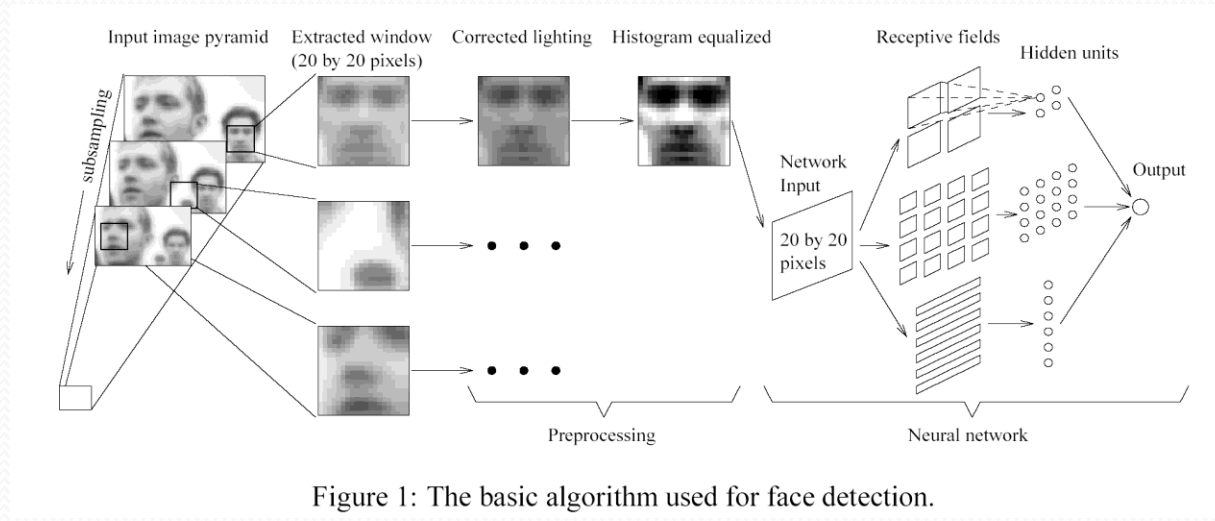 Input image pyramid
Extracted window
(20 by 20 pixels)
Corrected lighting
Histogram equalized
Receptive fields
Hidden units
subsampling
Network
Input
20 by 20
pixels
Output
Preprocessing
Neural network
Figure 1: The basic algorithm used for face detection.